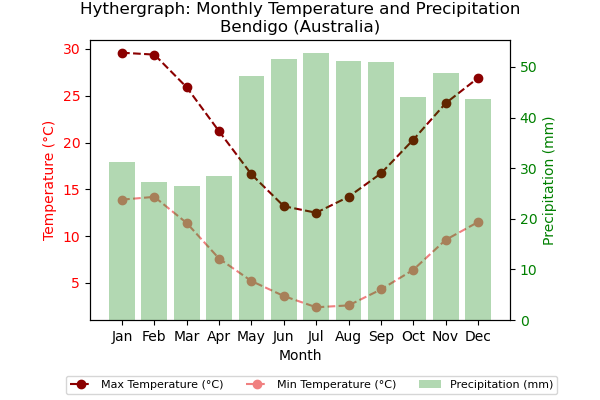 Hythergraph: Monthly Temperature and Precipitation
Bendigo (Australia)
30
25
20
15
10
5
Temperature (°C)
50
40
30
20
10
0
Precipitation (mm)
Jan Feb Mar Apr May Jun Jul Aug Sep Oct Nov Dec
Month
Max Temperature (°C) Min Temperature (°C) Precipitation (mm)